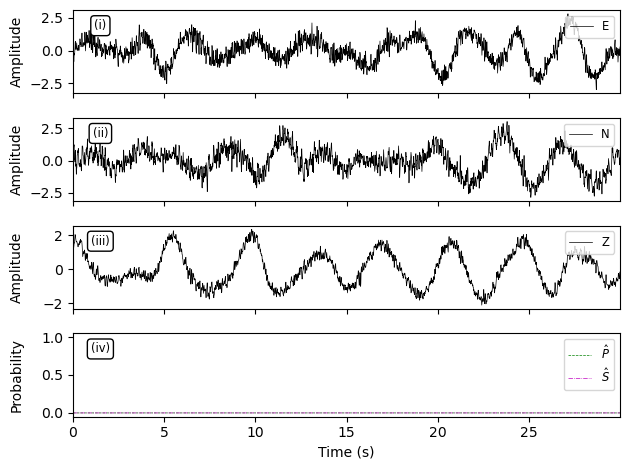 Amplitude
2.5
0.0
−2.5
(i)
E
Amplitude
2.5
0.0
−2.5
(ii)
N
Amplitude
2
0
−2
(iii)
Z
Probability
1.0
0.5
0.0
(iv)
P̂
Ŝ
0 5 10 15 20 25
Time (s)